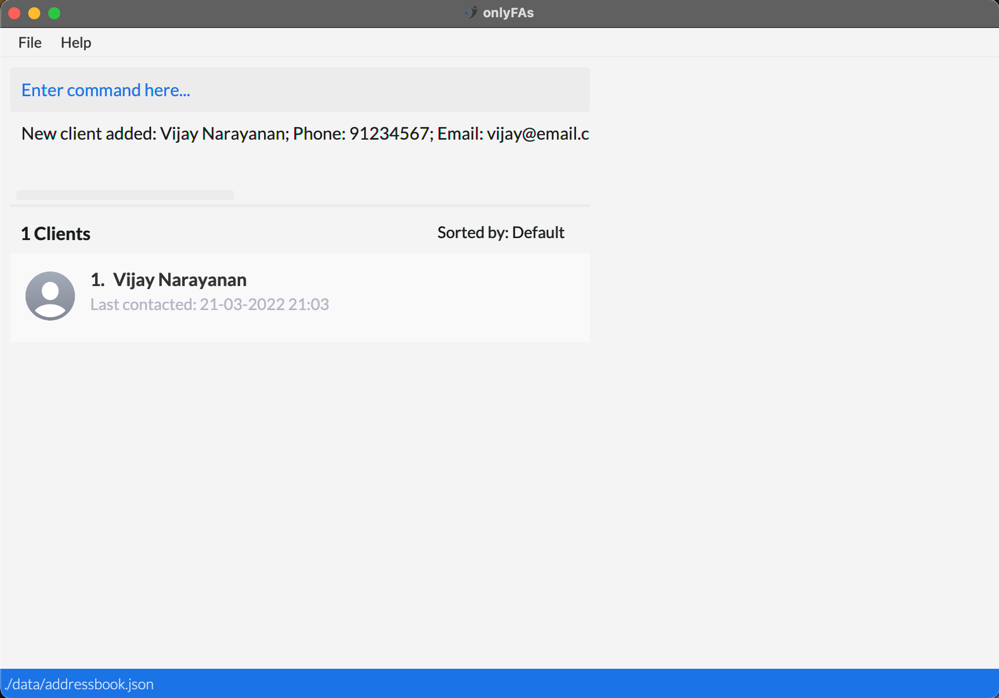 onlyFAs
File Help
Enter command here...
New client added: Vijay Narayanan; Phone: 91234567; Email: vijay@email.c
1 Clients Sorted by: Default
1. Vijay Narayanan
Last contacted: 21-03-2022 21:03
./data/addressbook.json